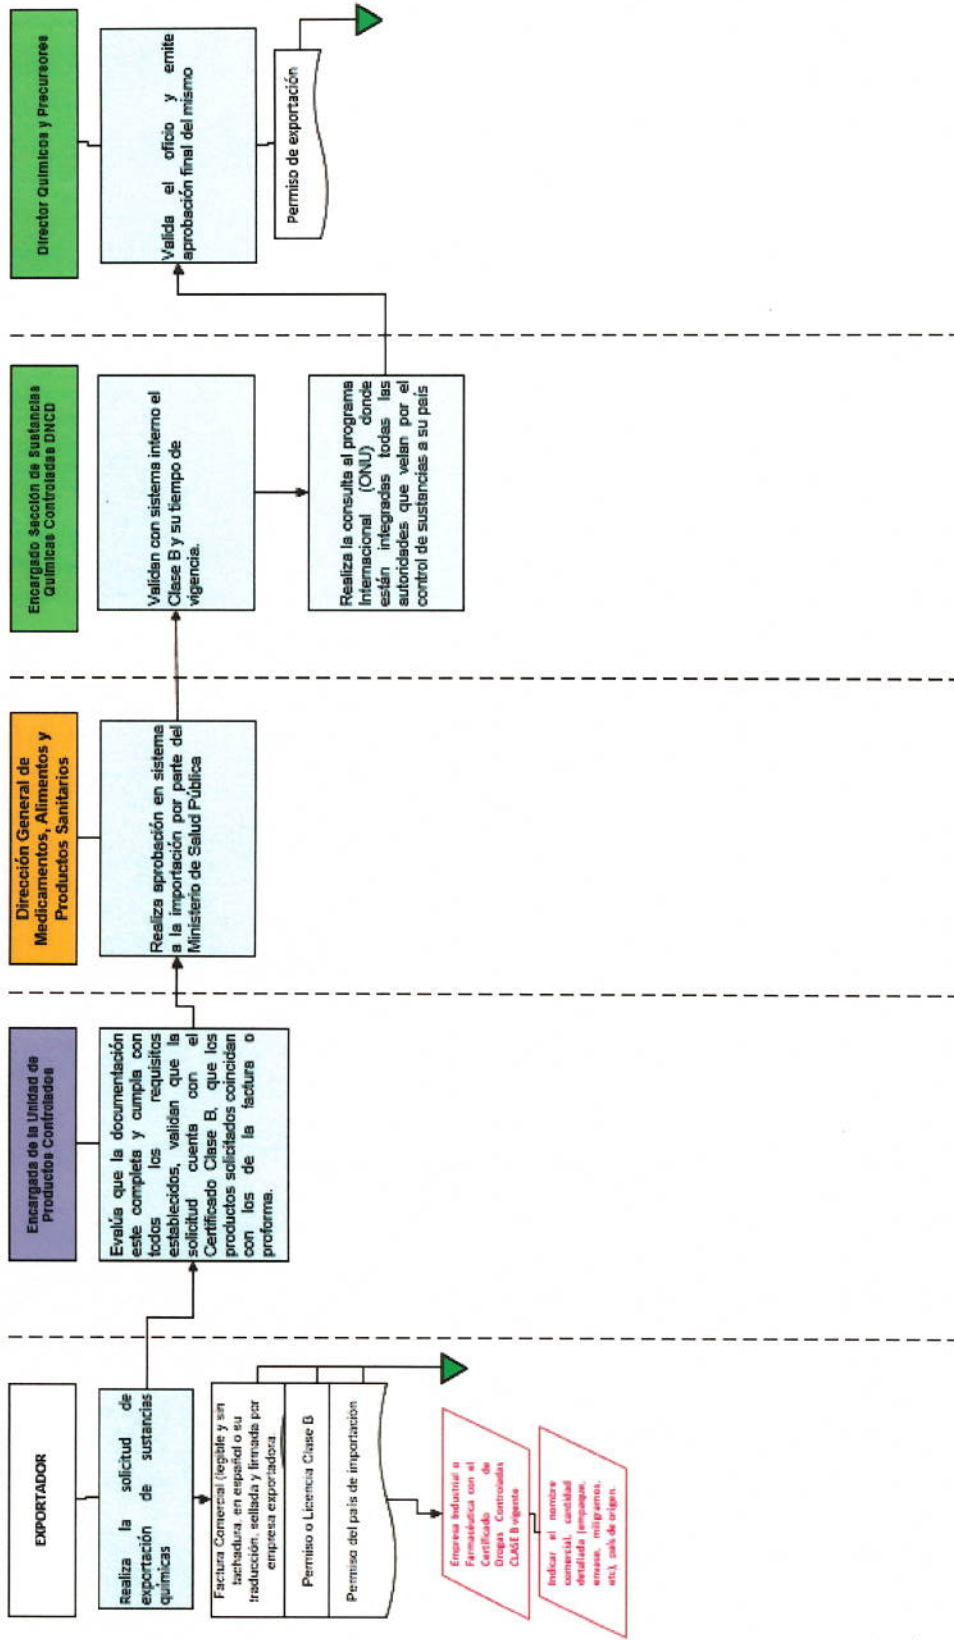 EXPORTADOR
Realiza la solicitud de
exportación de sustancias
químicas
Factura Comercial (legible y sin
tachadura, en español o su
traducción, sellada y firmada por
empresa exportadora.
Permiso o Licencia Clase B
Permiso del país de importación
Empresa Industrial o
Farmacéutica con el
Certificado de
Drogas Controladas
CLASE B vigente
Indicar el nombre
comercial, cantidad
detallada (empaque,
envase, miligramos,
etc), país de origen.
Encargada de la Unidad de
Productos Controlados
Evalúa que la documentación
este completa y cumpla con
todos los requisitos
establecidos, validan que la
solicitud cuenta con el
Certificado Clase B, que los
productos solicitados coincidan
con los de la factura o
proforma.
Dirección General de
Medicamentos, Alimentos y
Productos Sanitarios
Realiza aprobación en sistema
a la importación por parte del
Ministerio de Salud Pública
Encargado Sección de Sustancias
Químicas Controladas DNCD
Validan con sistema interno el
Clase B y su tiempo de
vigencia.
Realiza la consulta al programa
Internacional (ONU) donde
están integradas todas las
autoridades que velan por el
control de sustancias a su país
Director Químicos y Precursores
Valida el oficio y emite
aprobación final del mismo
Permiso de exportación